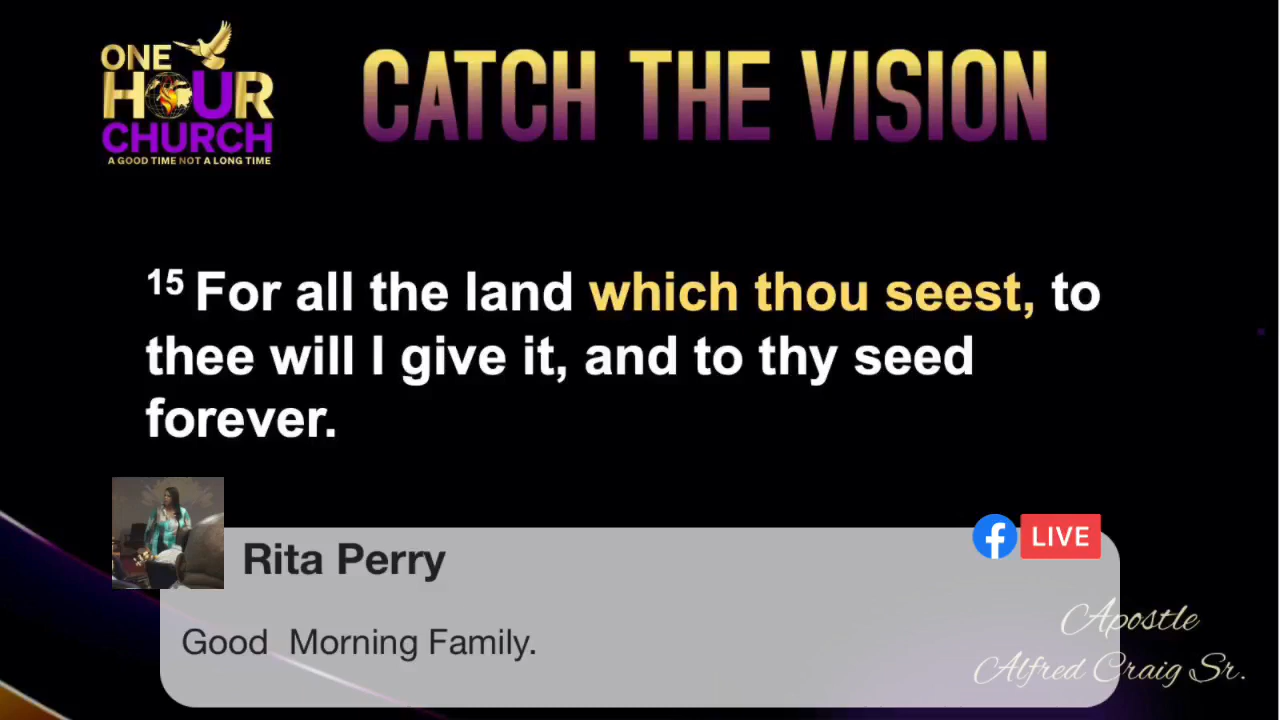 ONE
HOUR
CHURCH
A GOOD TIME NOT A LONG TIME
CATCH THE VISION
15 For all the land which thou seest, to
thee will I give it, and to thy seed
forever.
Rita Perry
LIVE
Good Morning Family.
Apostle
Alfred Craig Sr.